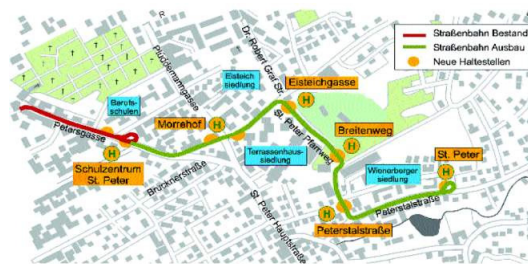 Straßenbahn Bestand
Straßenbahn Ausbau
Neue Haltestellen
H
Plüddemanngasse
Dr. Robert Graf Str.
Eisteich
siedlung
Eisteichgasse
H
Berufs-
schulen
Petersgasse
Morrehof
H
St. Peter Pfarrweg
Breitenweg
H
H
Schulzentrum
St. Peter
Terrassenhaus-
siedlung
Brucknerstraße
Wienerberger
siedlung
St. Peter
H
St. Peter Hauptstraße
H
Peterstalstraße
Peterstalstraße